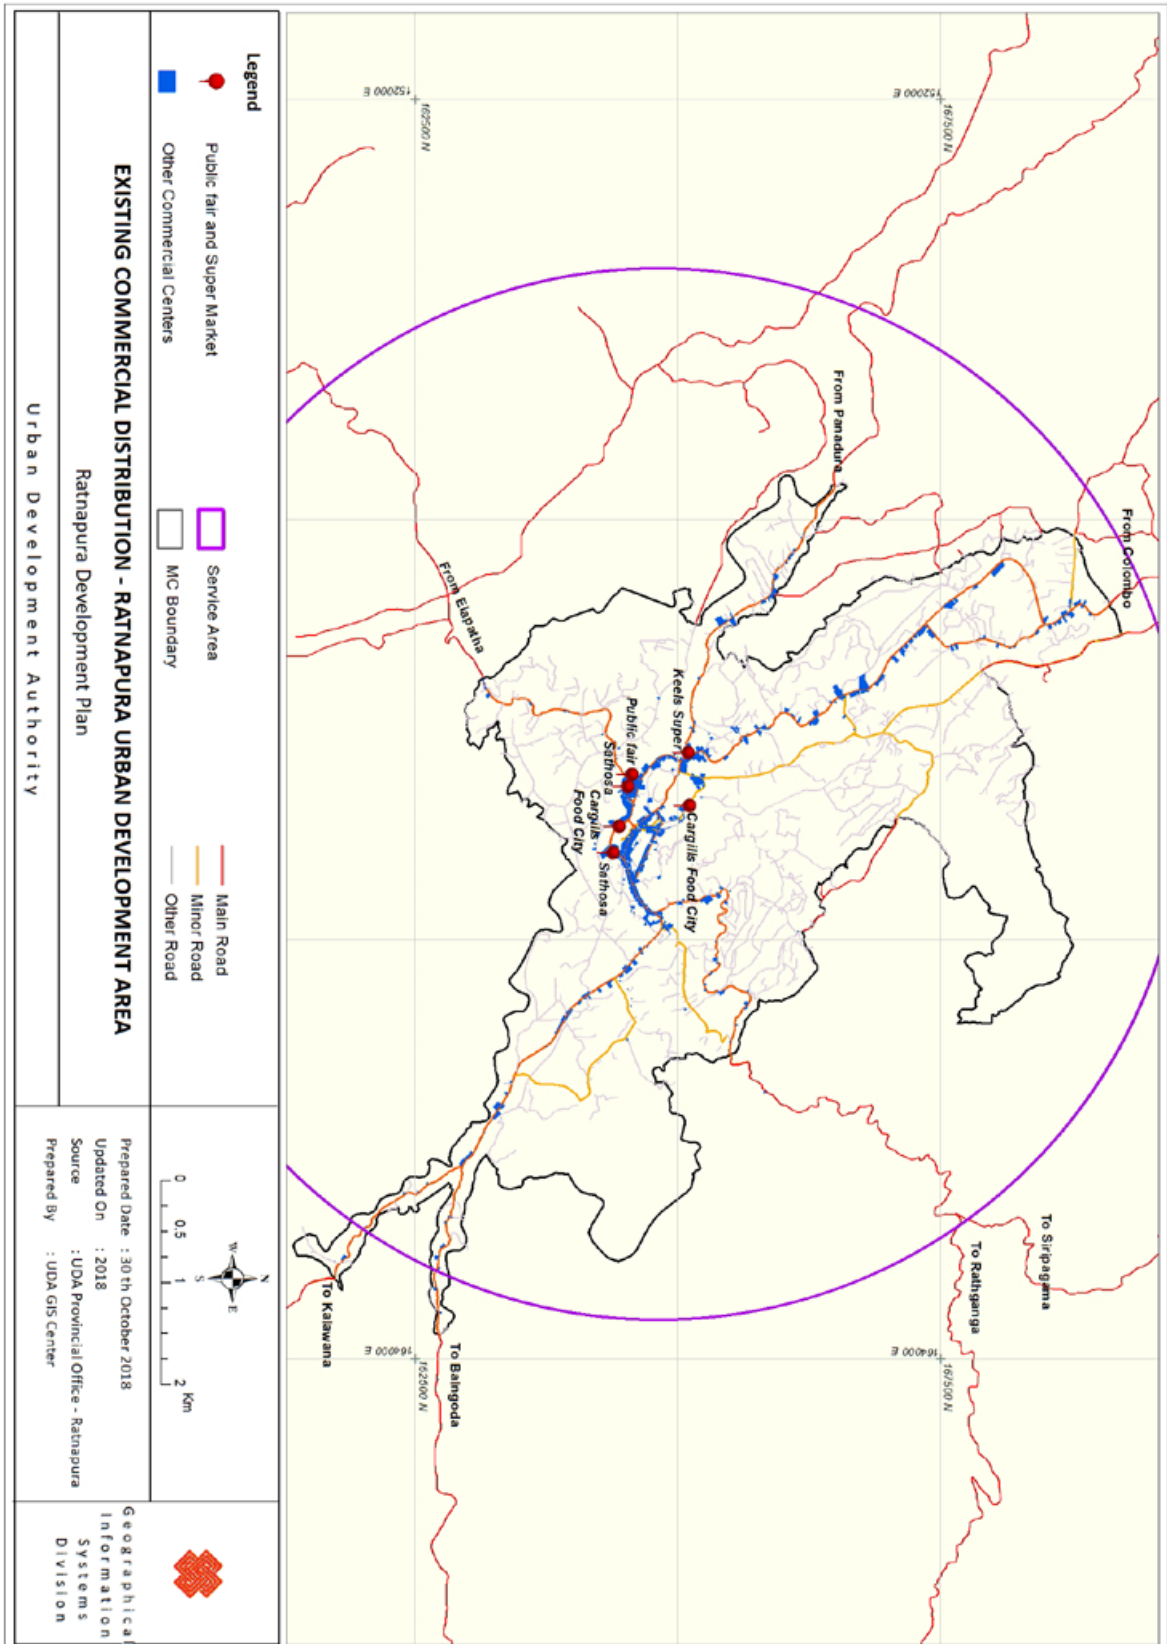 152000 E
152000 E
167500 N
162500 N
From Colombo
From Panadura
From Elapatha
Keels Super
Public fair
Sathosa
Cargills
Food City
Cargills Food City
Sathosa
To Siripagama
To Rathganga
To Kalawana
To Balngoda
164000 E
164000 E
167500 N
162500 N
Legend
Public fair and Super Market
Other Commercial Centers
Service Area
MC Boundary
Main Road
Minor Road
Other Road
EXISTING COMMERCIAL DISTRIBUTION - RATNAPURA URBAN DEVELOPMENT AREA
Ratnapura Development Plan
Urban Development Authority
N
W
E
S
0 0.5 1 2
Km
Prepared Date : 30 th October 2018
Updated On : 2018
Source : UDA Provincial Office - Ratnapura
Prepared By : UDA GIS Center
Geographical
Information
Systems
Division